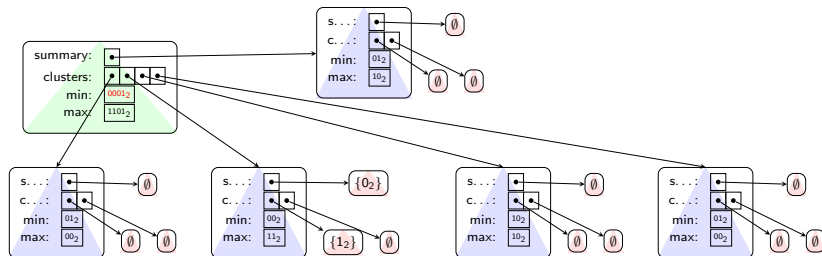 s...: ∅
c...:
min: 01₂
max: 10₂
∅ ∅
summary:
clusters:
min: 0001₂
max: 1101₂
s...: ∅
c...:
min: 01₂
max: 00₂
∅ ∅
s...: {0₂}
c...:
min: 00₂
max: 11₂
{1₂} ∅
s...: ∅
c...:
min: 10₂
max: 10₂
∅ ∅
s...: ∅
c...:
min: 01₂
max: 00₂
∅ ∅